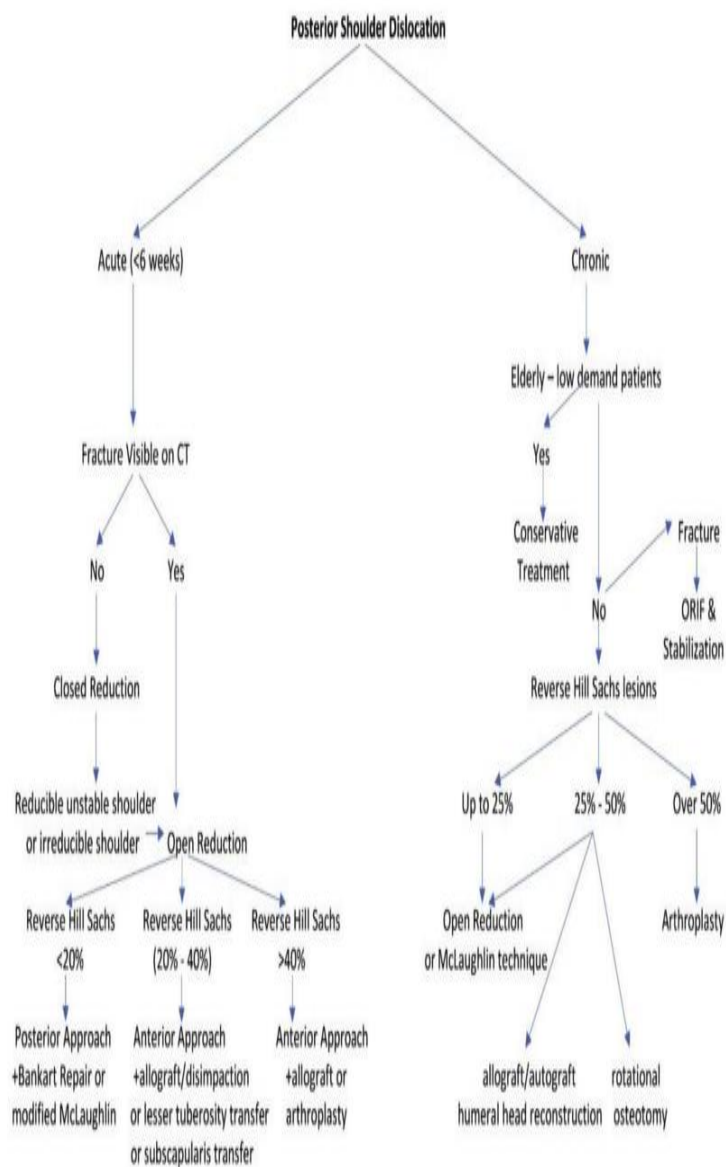 Posterior Shoulder Dislocation
Acute (<6 weeks)
Chronic
Elderly – low demand patients
Fracture Visible on CT
Yes
Conservative
Treatment
Fracture
No
Yes
No
ORIF &
Stabilization
Closed Reduction
Reverse Hill Sachs lesions
Reducible unstable shoulder
or irreducible shoulder
Open Reduction
Up to 25%
25% - 50%
Over 50%
Reverse Hill Sachs
<20%
Reverse Hill Sachs
(20% - 40%)
Reverse Hill Sachs
>40%
Open Reduction
or McLaughlin technique
Arthroplasty
Posterior Approach
+Bankart Repair or
modified McLaughlin
Anterior Approach
+allograft/disimpaction
or lesser tuberosity transfer
or subscapularis transfer
Anterior Approach
+allograft or
arthroplasty
allograft/autograft
humeral head reconstruction
rotational
osteotomy